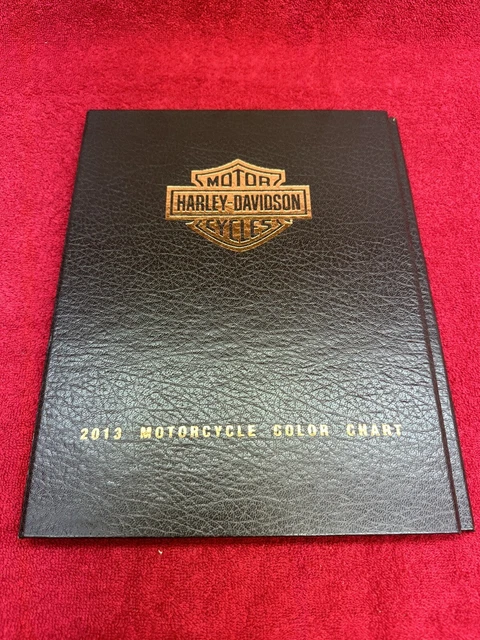 MOTOR
HARLEY-DAVIDSON
CYCLES
2013 MOTORCYCLE COLOR CHART